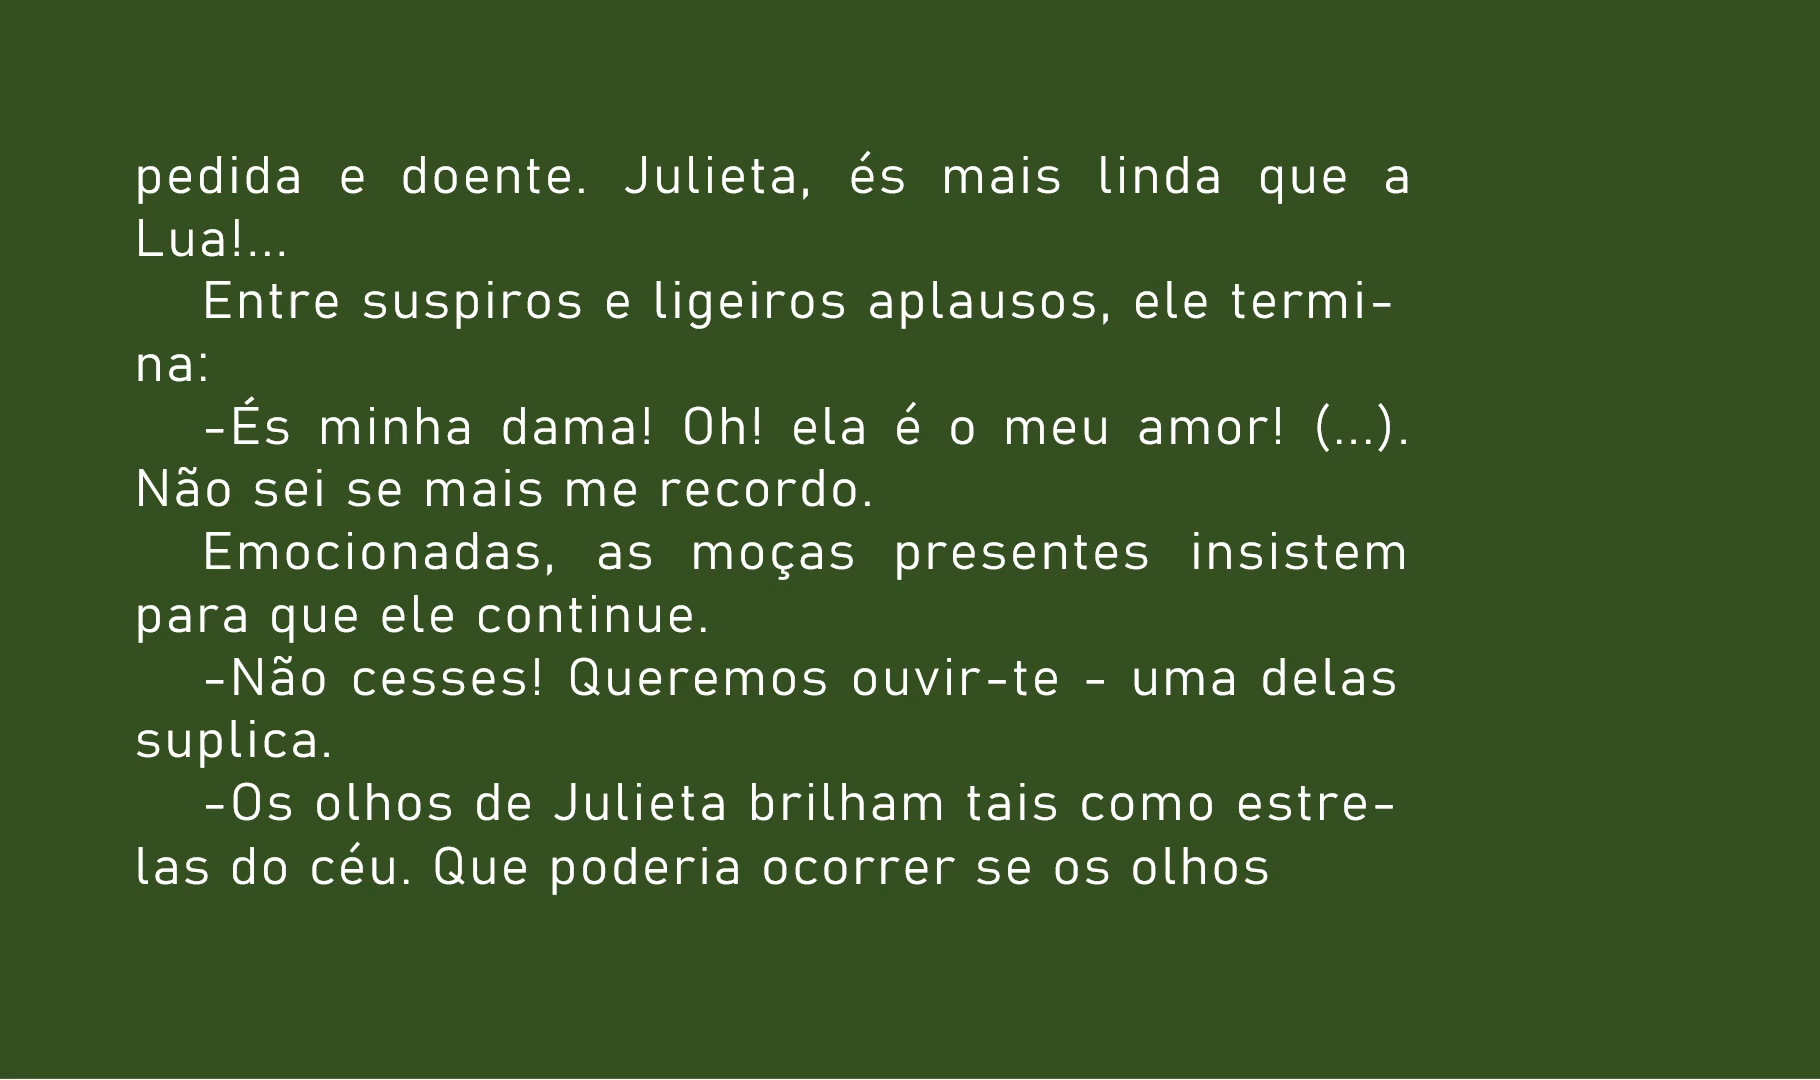 pedida e doente. Julieta, és mais linda que a
Lua!...
Entre suspiros e ligeiros aplausos, ele termi-
na:
-És minha dama! Oh! ela é o meu amor! (...).
Não sei se mais me recordo.
Emocionadas, as moças presentes insistem
para que ele continue.
-Não cesses! Queremos ouvir-te - uma delas
suplica.
-Os olhos de Julieta brilham tais como estre-
las do céu. Que poderia ocorrer se os olhos